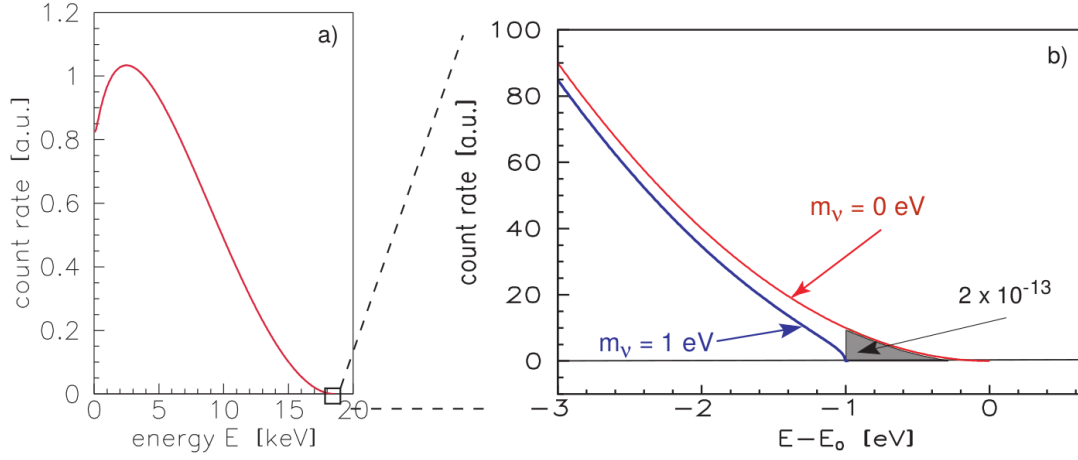 a)
count rate [a.u.]
1.2
1
0.8
0.6
0.4
0.2
0
0 5 10 15 20
energy E [keV]
b)
count rate [a.u.]
100
80
60
40
20
0
−3 −2 −1 0
E−E₀ [eV]
mν = 0 eV
2 x 10⁻¹³
mν = 1 eV